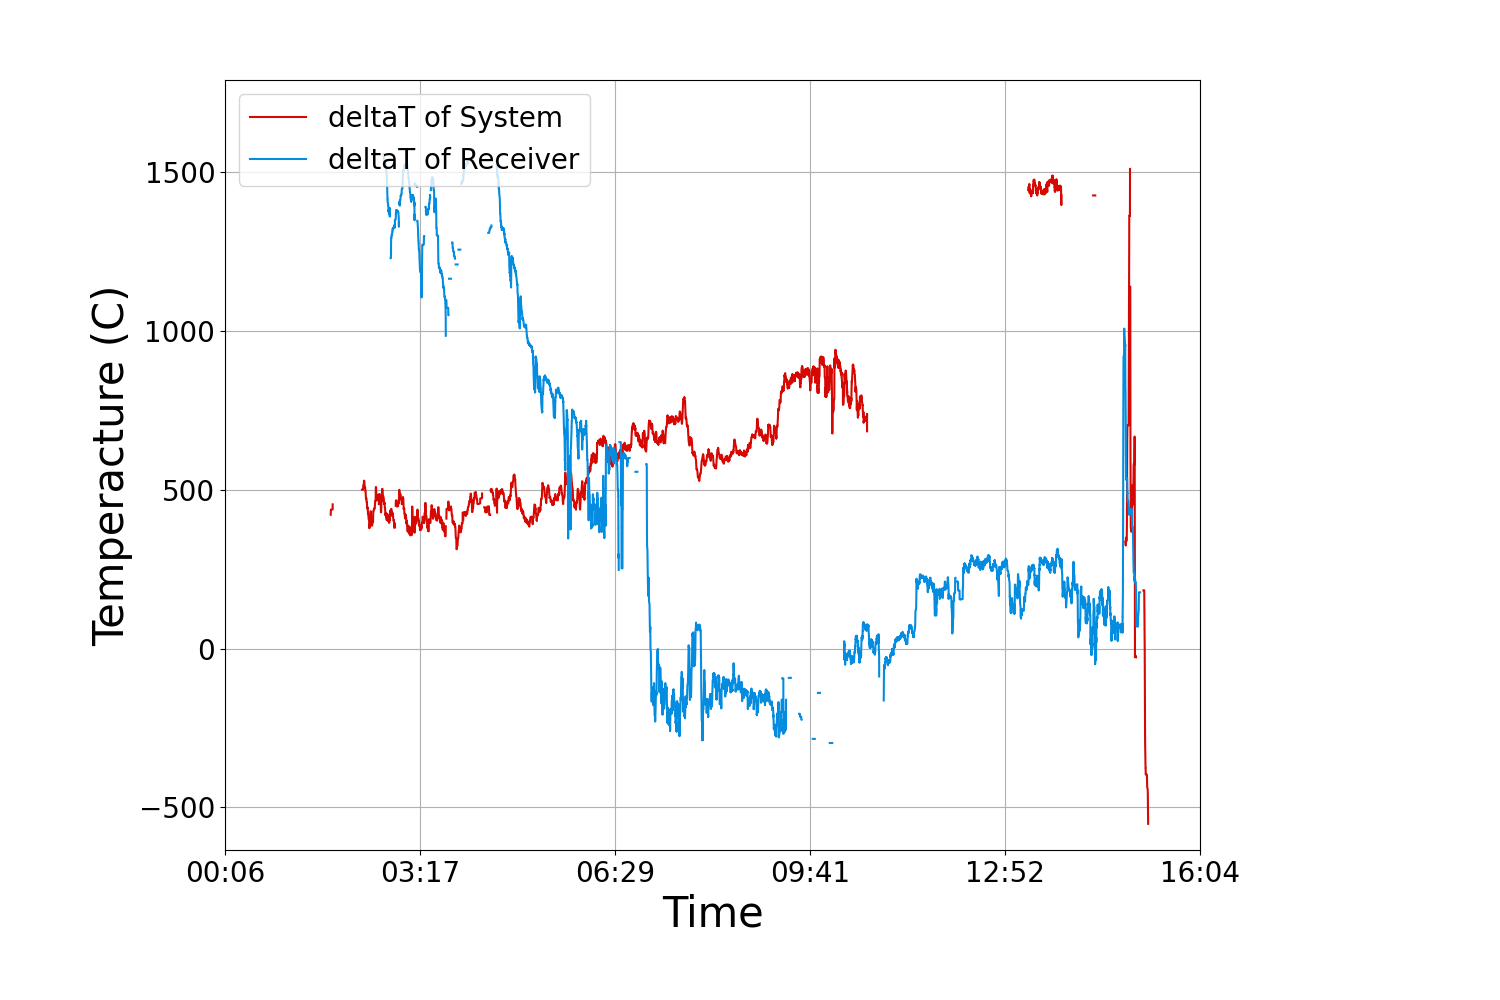 deltaT of System
deltaT of Receiver
Temperacture (C)
1500
1000
500
0
−500
00:06 03:17 06:29 09:41 12:52 16:04
Time